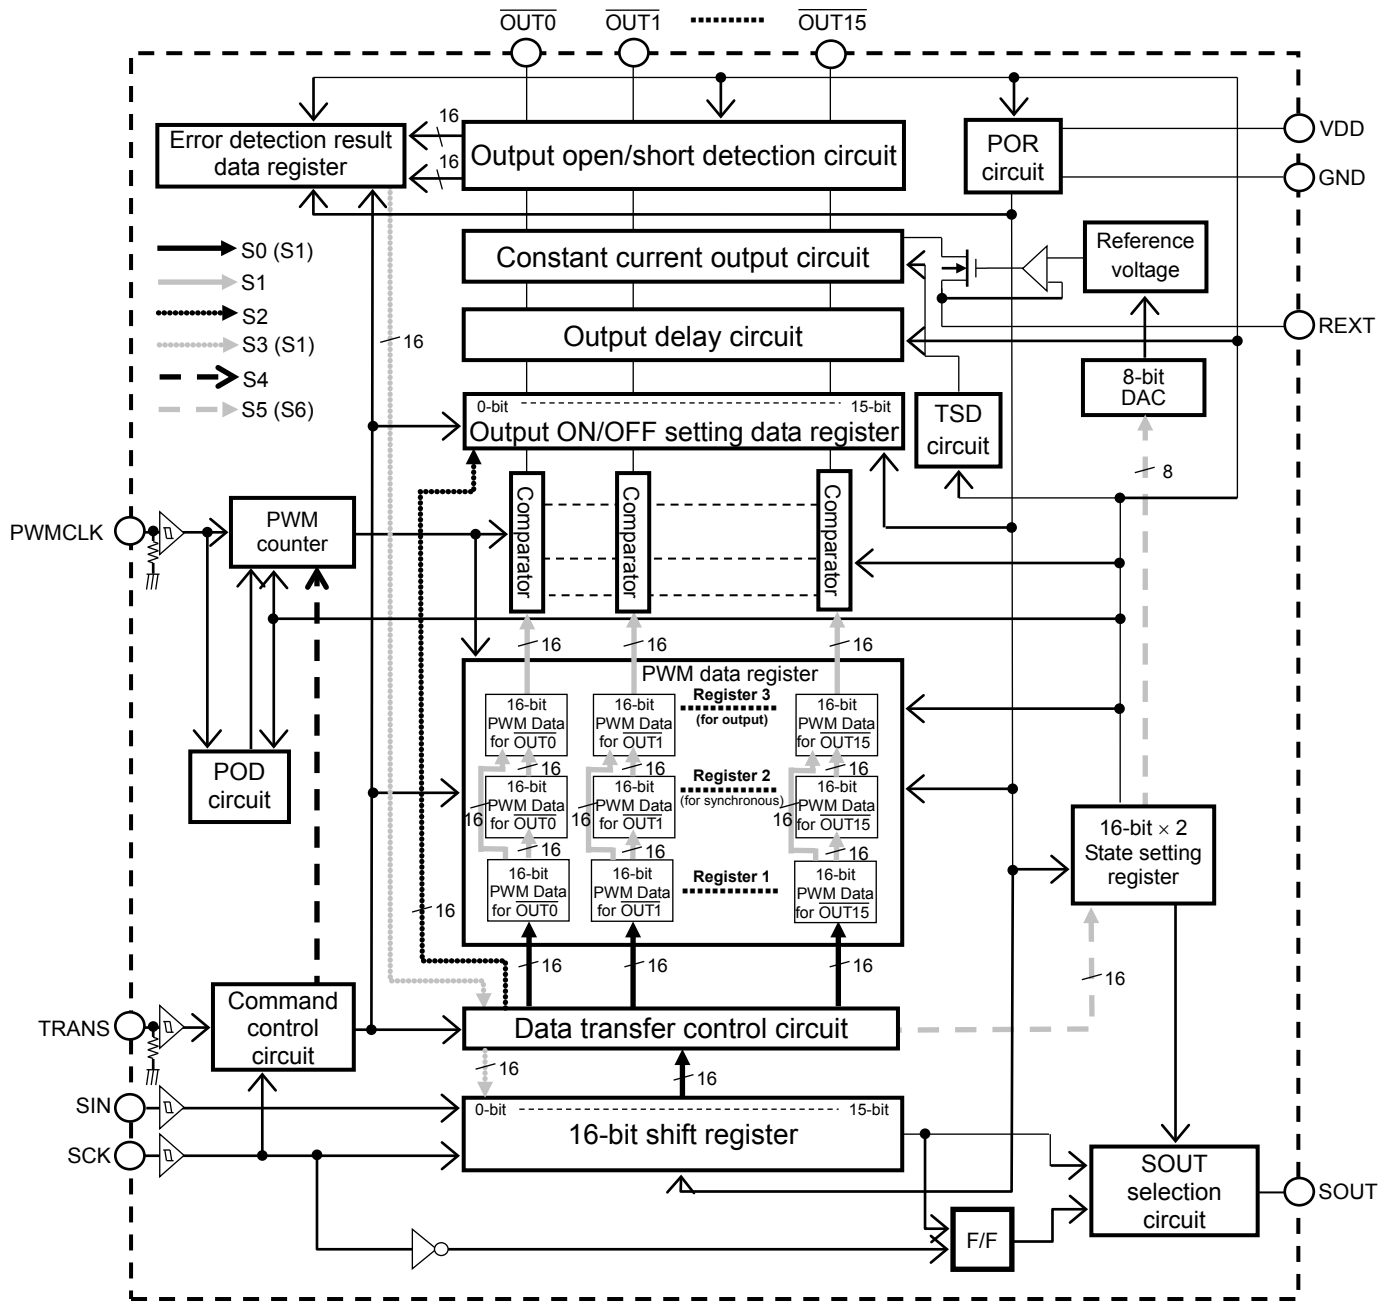 OUT0 OUT1 OUT15
16
Error detection result
data register
16
Output open/short detection circuit
POR
circuit
VDD
GND
S0 (S1)
S1
S2
S3 (S1)
S4
S5 (S6)
Constant current output circuit
Reference
voltage
REXT
16
Output delay circuit
8-bit
DAC
0-bit 15-bit
Output ON/OFF setting data register
TSD
circuit
8
PWMCLK
PWM
counter
Comparator
Comparator
Comparator
16 16 16
PWM data register
Register 3
(for output)
16-bit
PWM Data
for OUT0
16-bit
PWM Data
for OUT1
16-bit
PWM Data
for OUT15
POD
circuit
16 16 16
Register 2
(for synchronous)
16-bit
PWM Data
for OUT0
16-bit
PWM Data
for OUT1
16-bit
PWM Data
for OUT15
16 16 16
16 16 16
Register 1
16-bit
PWM Data
for OUT0
16-bit
PWM Data
for OUT1
16-bit
PWM Data
for OUT15
16-bit × 2
State setting
register
16
16 16 16
16
TRANS
Command
control
circuit
Data transfer control circuit
16 16
SIN
SCK
0-bit 15-bit
16-bit shift register
F/F
SOUT
selection
circuit
SOUT